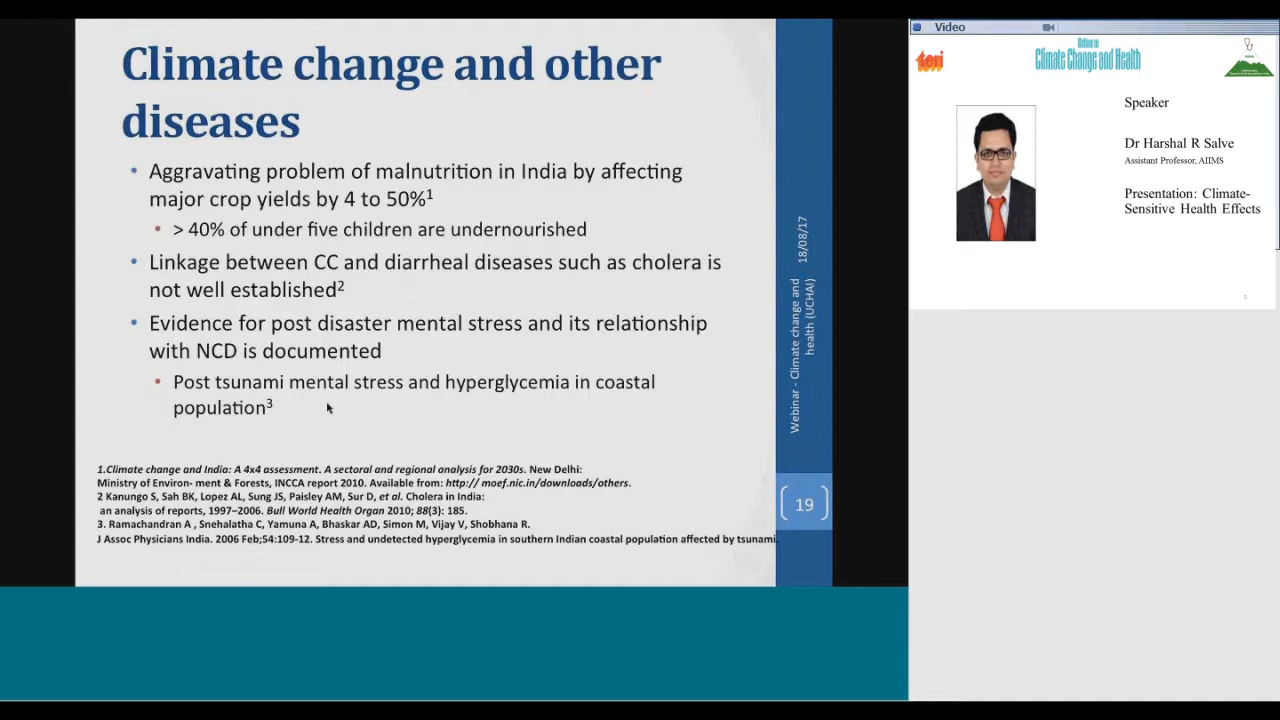 Climate change and other
diseases
• Aggravating problem of malnutrition in India by affecting
major crop yields by 4 to 50%1
• > 40% of under five children are undernourished
• Linkage between CC and diarrheal diseases such as cholera is
not well established2
• Evidence for post disaster mental stress and its relationship
with NCD is documented
• Post tsunami mental stress and hyperglycemia in coastal
population3
1.Climate change and India: A 4x4 assessment. A sectoral and regional analysis for 2030s. New Delhi:
Ministry of Environ- ment & Forests, INCCA report 2010. Available from: http:// moef.nic.in/downloads/others.
2 Kanungo S, Sah BK, Lopez AL, Sung JS, Paisley AM, Sur D, et al. Cholera in India:
an analysis of reports, 1997–2006. Bull World Health Organ 2010; 88(3): 185.
3. Ramachandran A , Snehalatha C, Yamuna A, Bhaskar AD, Simon M, Vijay V, Shobhana R.
J Assoc Physicians India. 2006 Feb;54:109-12. Stress and undetected hyperglycemia in southern Indian coastal population affected by tsunami.
18/08/17
Webinar - Climate change and
health (UCHAI)
19
Video
teri
Webinar on
Climate Change and Health
Speaker
Dr Harshal R Salve
Assistant Professor, AIIMS
Presentation: Climate-
Sensitive Health Effects